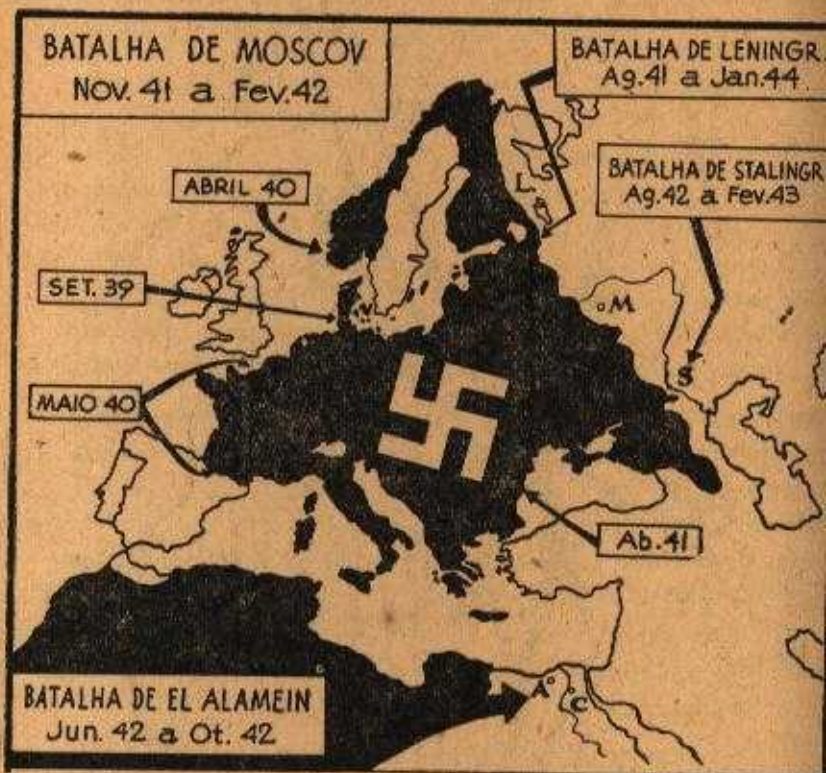 BATALHA DE MOSCOV
Nov. 41 a Fev. 42
BATALHA DE LENINGR.
Ag. 41 a Jan. 44
ABRIL 40
BATALHA DE STALINGR
Ag. 42 a Fev. 43
L.
SET. 39
M
S
MAIO 40
Ab. 41
BATALHA DE EL ALAMEIN
Jun. 42 a Ot. 42
A
C